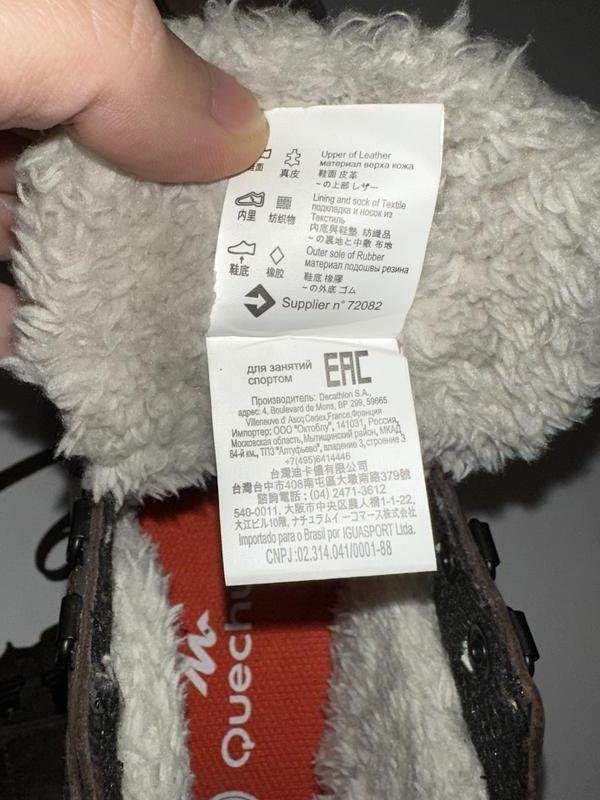 真皮
Upper of Leather
материал верха кожа
鞋面 皮革
~の上部 レザー
内里
纺织物
Lining and sock of Textile
подкладка и носок из
Текстиль
内底與鞋墊 紡織品
~の裏地と中敷 布地
鞋底
橡胶
Outer sole of Rubber
материал подошвы резина
鞋底 橡膠
~の外底 ゴム
Supplier n° 72082
для занятий
спортом
EAC
Производитель: Decathlon S.A.,
адрес: 4, Boulevard de Mons, BP 299, 59665
Villeneuve d' Ascq Cedex, France, Франция
Импортер: ООО "Октоблу", 141031, Россия,
Московская область, Мытищинский район, МКАД
84-й км., ТПЗ "Алтуфьево", владение 3, строение 3
+7(495)6414446
台灣迪卡儂有限公司
台灣台中市408南屯區大墩南路379號
諮詢電話: (04) 2471-3612
540-0011, 大阪市中央区農人橋1-1-22,
大江ビル10階, ナチュラムイーコマース株式会社
Importado para o Brasil por IGUASPORT Ltda.
CNPJ:02.314.041/0001-88
Quechu